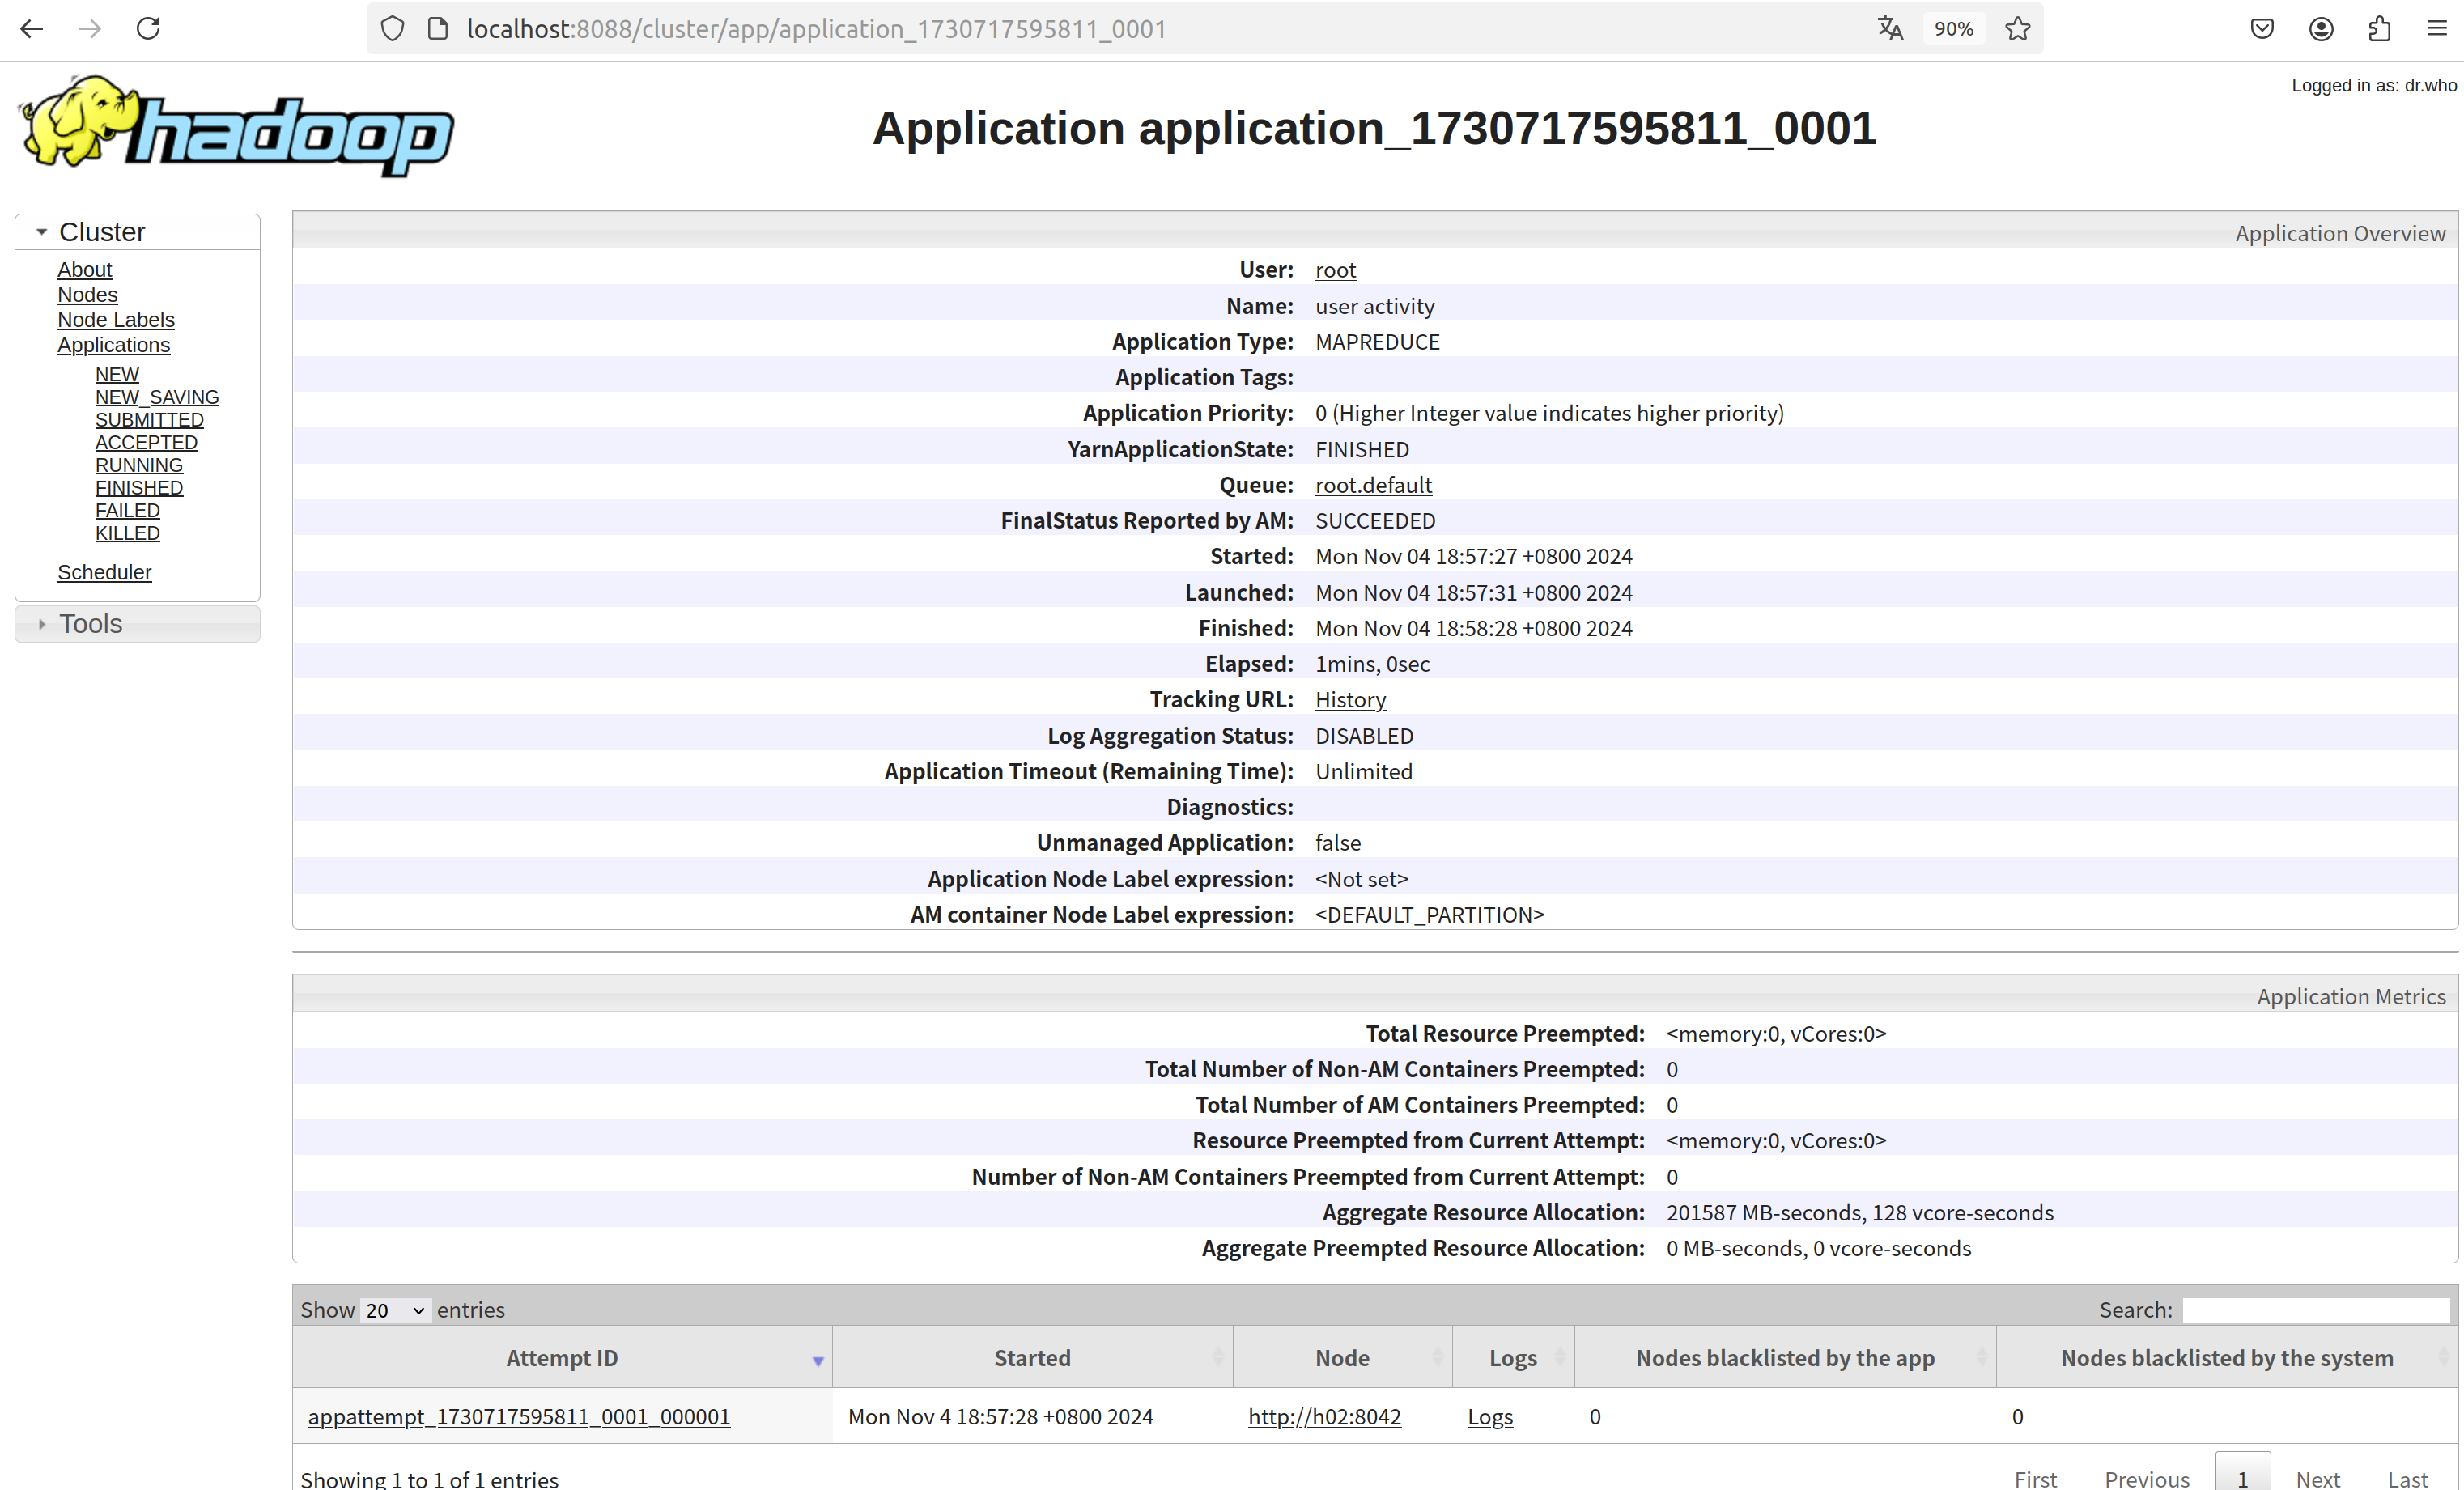 localhost:8088/cluster/app/application_1730717595811_0001
90%
hadoop
Logged in as: dr.who
Application application_1730717595811_0001
Cluster
About
Nodes
Node Labels
Applications
NEW
NEW_SAVING
SUBMITTED
ACCEPTED
RUNNING
FINISHED
FAILED
KILLED
Scheduler
Tools
Application Overview
User: root
Name: user activity
Application Type: MAPREDUCE
Application Tags:
Application Priority: 0 (Higher Integer value indicates higher priority)
YarnApplicationState: FINISHED
Queue: root.default
FinalStatus Reported by AM: SUCCEEDED
Started: Mon Nov 04 18:57:27 +0800 2024
Launched: Mon Nov 04 18:57:31 +0800 2024
Finished: Mon Nov 04 18:58:28 +0800 2024
Elapsed: 1mins, 0sec
Tracking URL: History
Log Aggregation Status: DISABLED
Application Timeout (Remaining Time): Unlimited
Diagnostics:
Unmanaged Application: false
Application Node Label expression: <Not set>
AM container Node Label expression: <DEFAULT_PARTITION>
Application Metrics
Total Resource Preempted: <memory:0, vCores:0>
Total Number of Non-AM Containers Preempted: 0
Total Number of AM Containers Preempted: 0
Resource Preempted from Current Attempt: <memory:0, vCores:0>
Number of Non-AM Containers Preempted from Current Attempt: 0
Aggregate Resource Allocation: 201587 MB-seconds, 128 vcore-seconds
Aggregate Preempted Resource Allocation: 0 MB-seconds, 0 vcore-seconds
Show 20 entries Search:
Attempt ID Started Node Logs Nodes blacklisted by the app Nodes blacklisted by the system
appattempt_1730717595811_0001_000001 Mon Nov 4 18:57:28 +0800 2024 http://h02:8042 Logs 0 0
Showing 1 to 1 of 1 entries First Previous 1 Next Last